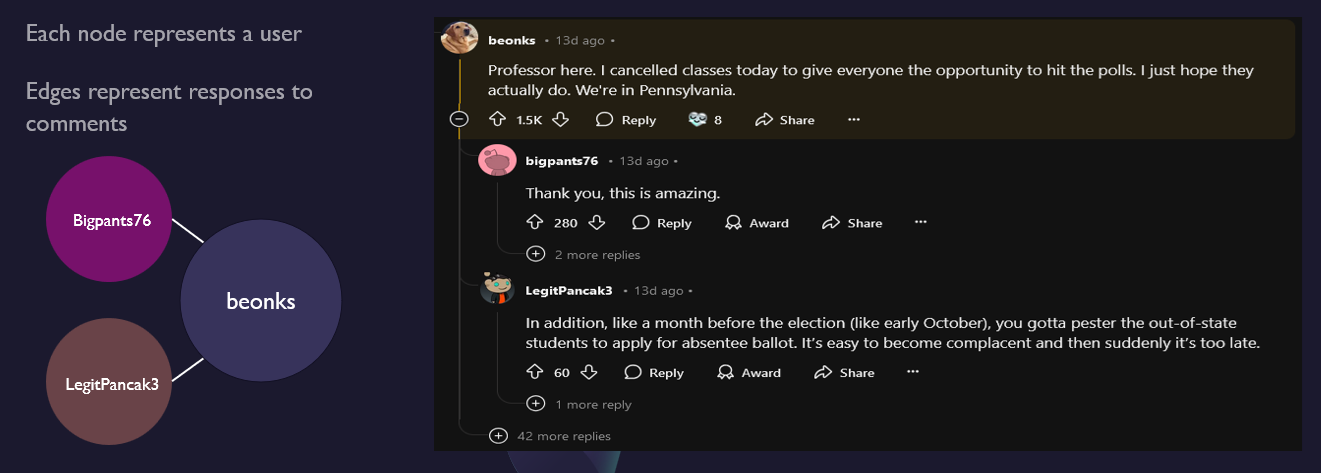 Each node represents a user
Edges represent responses to
comments
Bigpants76
beonks
LegitPancak3
beonks • 13d ago •
Professor here. I cancelled classes today to give everyone the opportunity to hit the polls. I just hope they
actually do. We're in Pennsylvania.
1.5K Reply 8 Share ...
bigpants76 • 13d ago •
Thank you, this is amazing.
280 Reply Award Share ...
2 more replies
LegitPancak3 • 13d ago •
In addition, like a month before the election (like early October), you gotta pester the out-of-state
students to apply for absentee ballot. It’s easy to become complacent and then suddenly it’s too late.
60 Reply Award Share ...
1 more reply
42 more replies